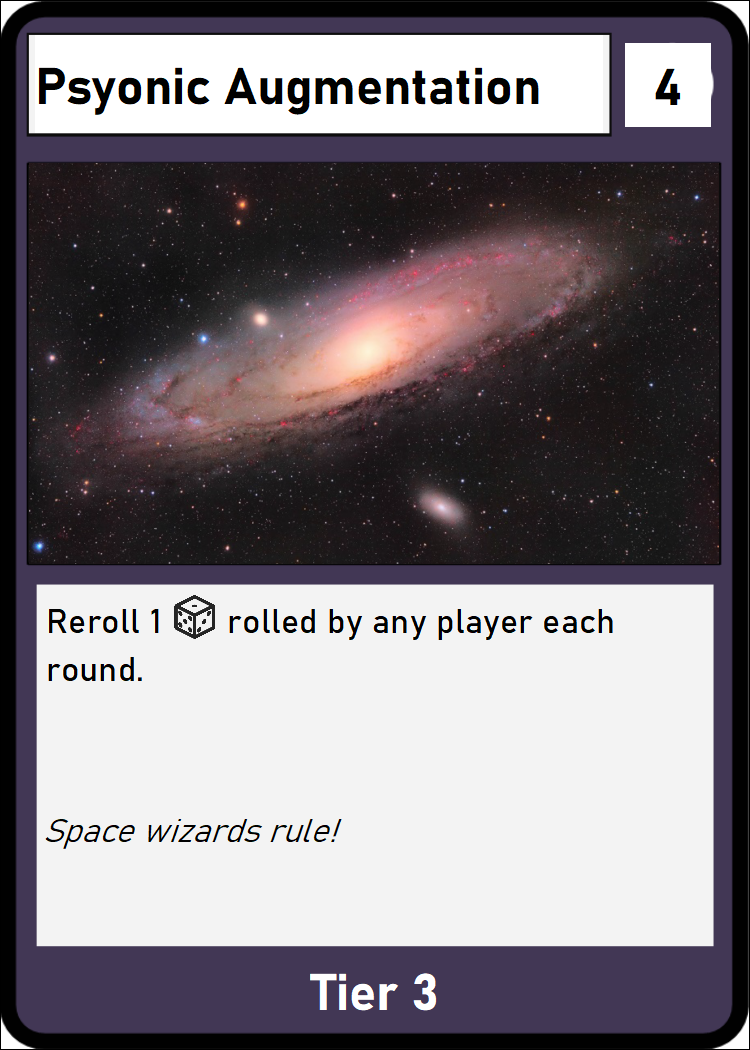 Psyonic Augmentation
4
Reroll 1 rolled by any player each
round.
Space wizards rule!
Tier 3